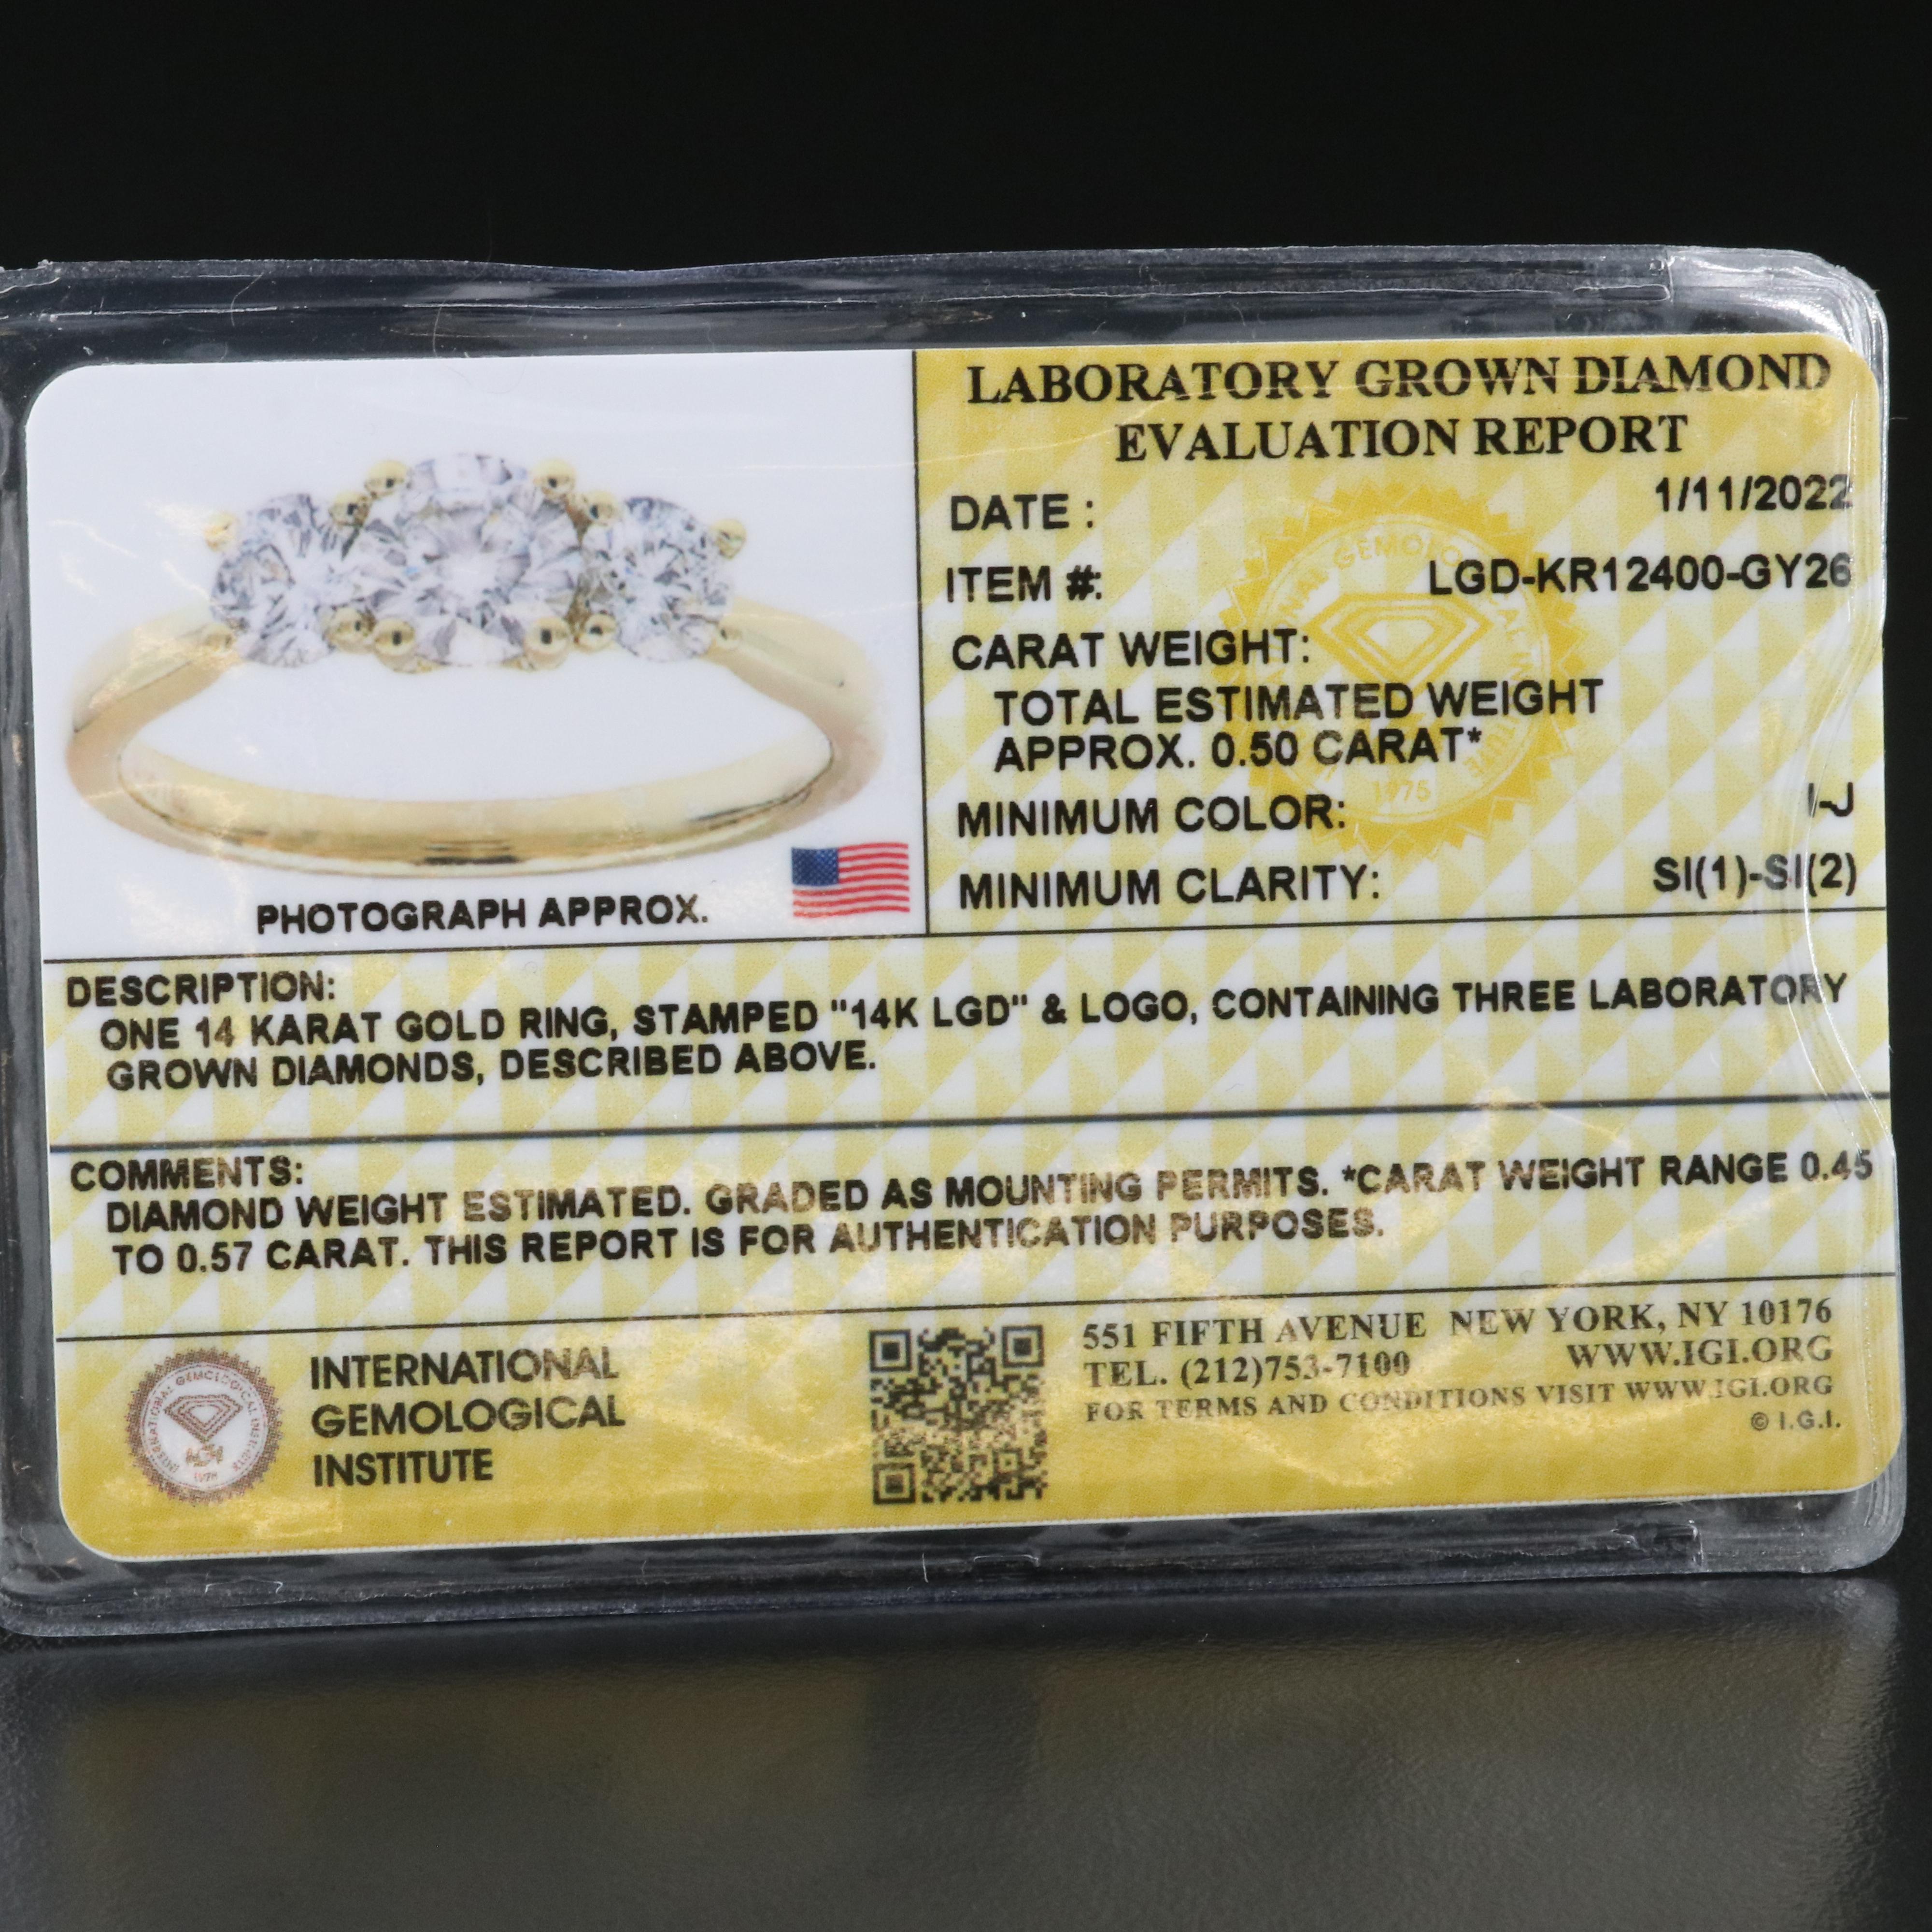 LABORATORY GROWN DIAMOND
EVALUATION REPORT
DATE : 1/11/2022
ITEM #: LGD-KR12400-GY26
CARAT WEIGHT:
TOTAL ESTIMATED WEIGHT
APPROX. 0.50 CARAT*
MINIMUM COLOR: I-J
MINIMUM CLARITY: SI(1)-SI(2)
PHOTOGRAPH APPROX.
DESCRIPTION:
ONE 14 KARAT GOLD RING, STAMPED "14K LGD" & LOGO, CONTAINING THREE LABORATORY
GROWN DIAMONDS, DESCRIBED ABOVE.
COMMENTS:
DIAMOND WEIGHT ESTIMATED. GRADED AS MOUNTING PERMITS. *CARAT WEIGHT RANGE 0.45
TO 0.57 CARAT. THIS REPORT IS FOR AUTHENTICATION PURPOSES.
INTERNATIONAL
GEMOLOGICAL
INSTITUTE
551 FIFTH AVENUE NEW YORK, NY 10176
TEL. (212)753-7100 WWW.IGI.ORG
FOR TERMS AND CONDITIONS VISIT WWW.IGI.ORG
© I.G.I.